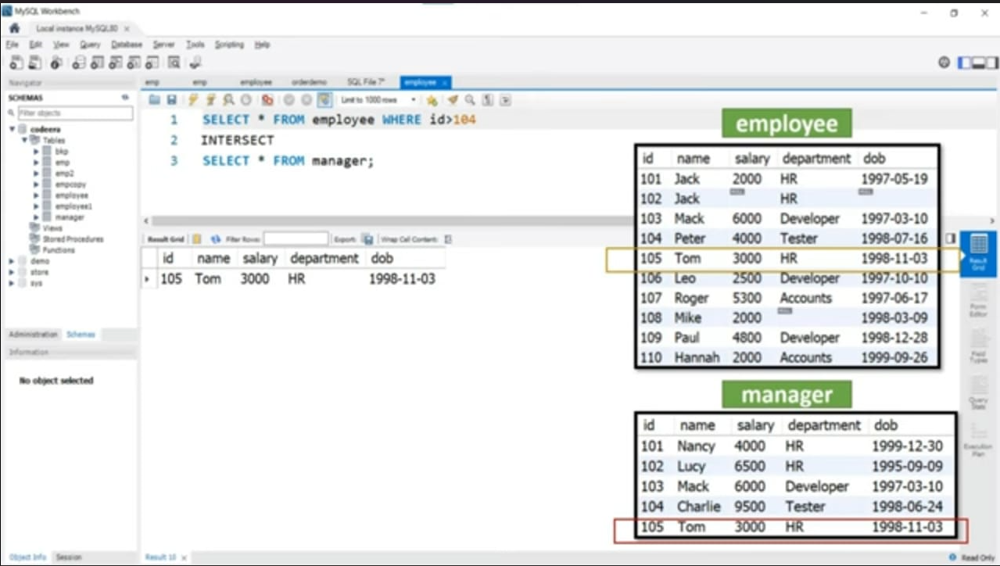 MySQL Workbench
Local instance MySQL80 ×
File Edit View Query Database Server Tools Scripting Help
Navigator
SCHEMAS
Filter objects
codeera
Tables
bkp
emp
emp2
empcopy
employee
employee1
manager
Views
Stored Procedures
Functions
demo
store
sys
Administration Schemas
Information
No object selected
Object Info Session
emp emp employee orderdemo SQL File 7* employee ×
Limit to 1000 rows
1 SELECT * FROM employee WHERE id>104
2 INTERSECT
3 SELECT * FROM manager;
Result Grid Filter Rows: Export: Wrap Cell Content:
id name salary department dob
105 Tom 3000 HR 1998-11-03
Result 10 ×
employee
id name salary department dob
101 Jack 2000 HR 1997-05-19
102 Jack NULL HR NULL
103 Mack 6000 Developer 1997-03-10
104 Peter 4000 Tester 1998-07-16
105 Tom 3000 HR 1998-11-03
106 Leo 2500 Developer 1997-10-10
107 Roger 5300 Accounts 1997-06-17
108 Mike 2000 NULL 1998-03-09
109 Paul 4800 Developer 1998-12-28
110 Hannah 2000 Accounts 1999-09-26
manager
id name salary department dob
101 Nancy 4000 HR 1999-12-30
102 Lucy 6500 HR 1995-09-09
103 Mack 6000 Developer 1997-03-10
104 Charlie 9500 Tester 1998-06-24
105 Tom 3000 HR 1998-11-03
Result
Grid
Form
Editor
Field
Types
Query
Stats
Execution
Plan
Read Only